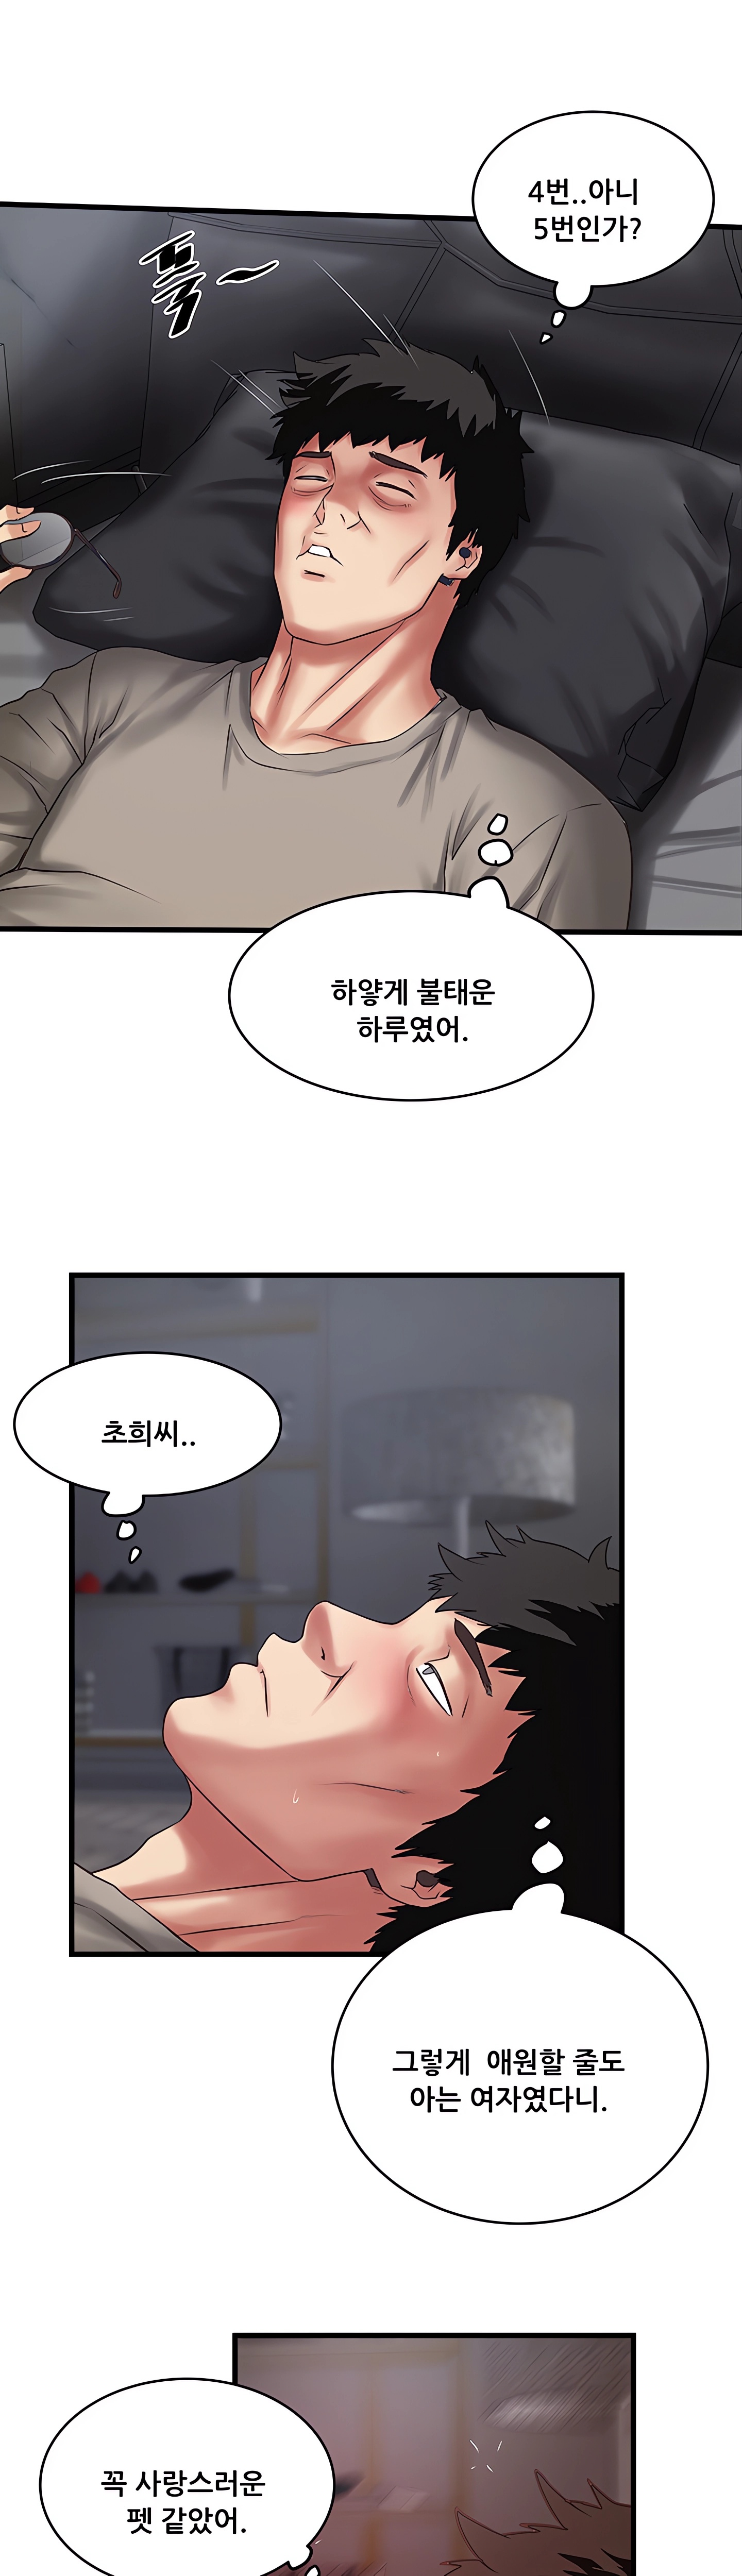 4번..아니
5번인가?
푹~
하얗게 불태운
하루였어.
초희씨..
그렇게 애원할 줄도
아는 여자였다니.
꼭 사랑스러운
펫 같았어.